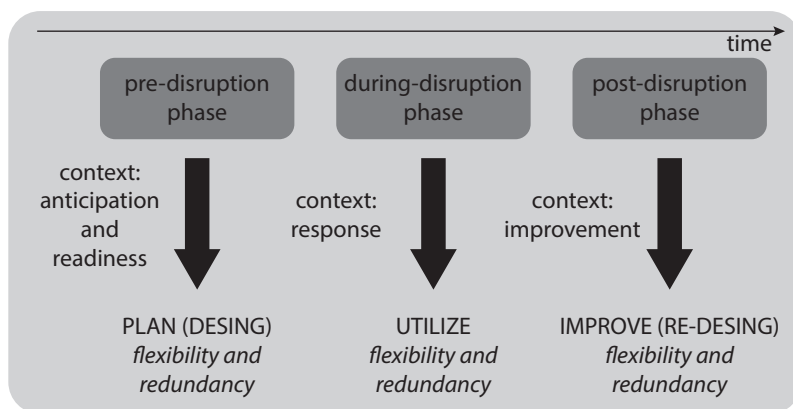 time
pre-disruption
phase
during-disruption
phase
post-disruption
phase
context:
anticipation
and
readiness
context:
response
context:
improvement
PLAN (DESING)
flexibility and
redundancy
UTILIZE
flexibility and
redundancy
IMPROVE (RE-DESING)
flexibility and
redundancy